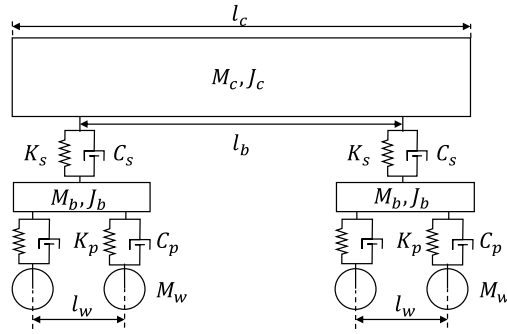 l_c
M_c, J_c
l_b
K_s C_s K_s C_s
M_b, J_b M_b, J_b
K_p C_p K_p C_p
M_w M_w
l_w l_w